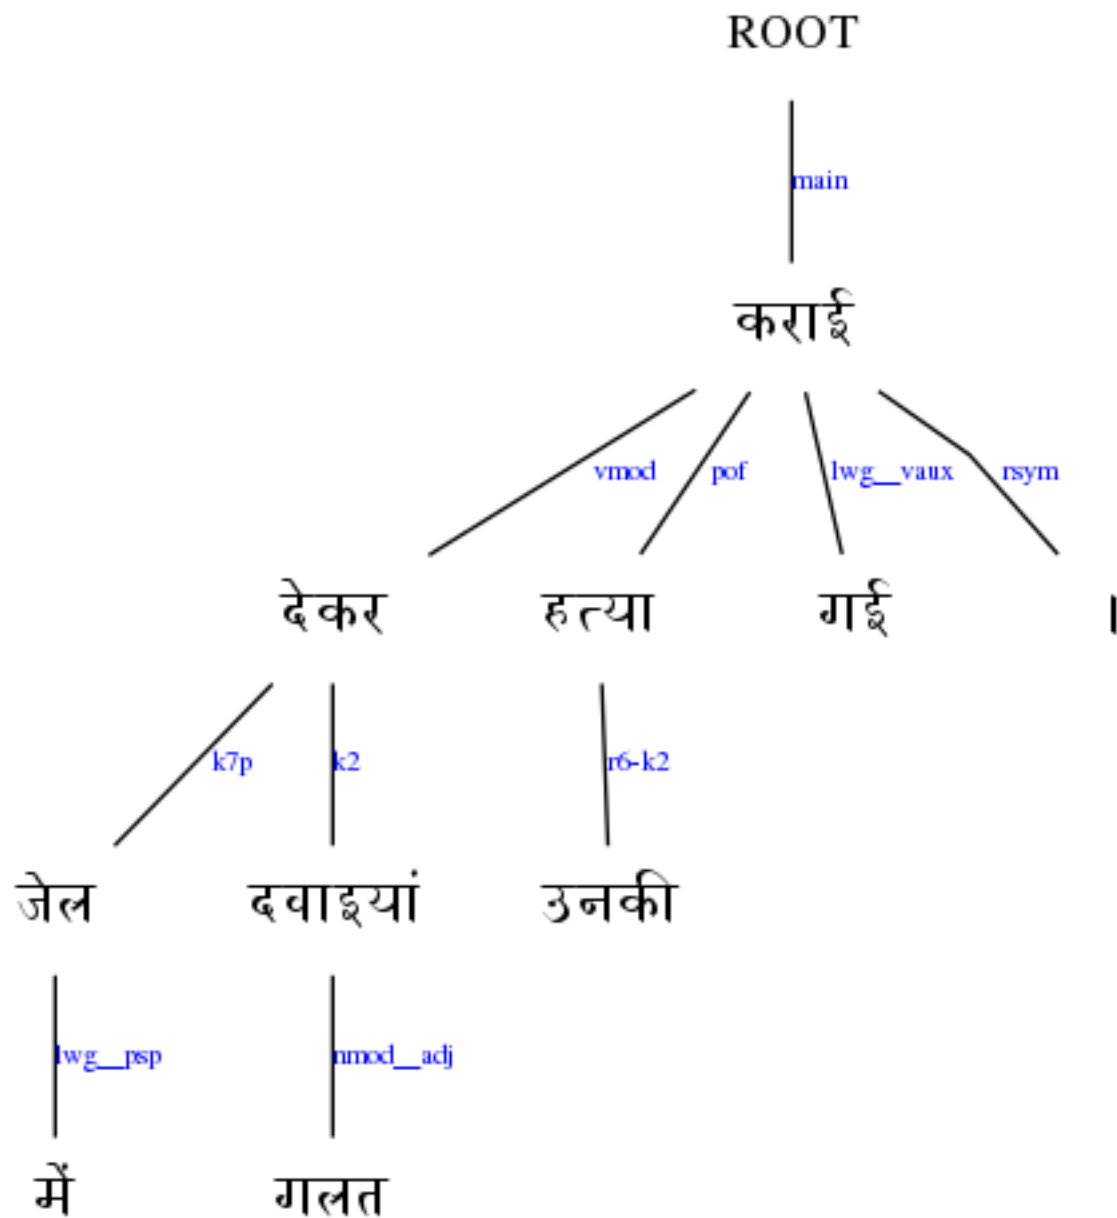 ROOT
main
कराई
vmod pof lwg__vaux rsym
देकर हत्या गई ।
k7p k2 r6-k2
जेल दवाइयां उनकी
lwg__psp nmod__adj
में गलत